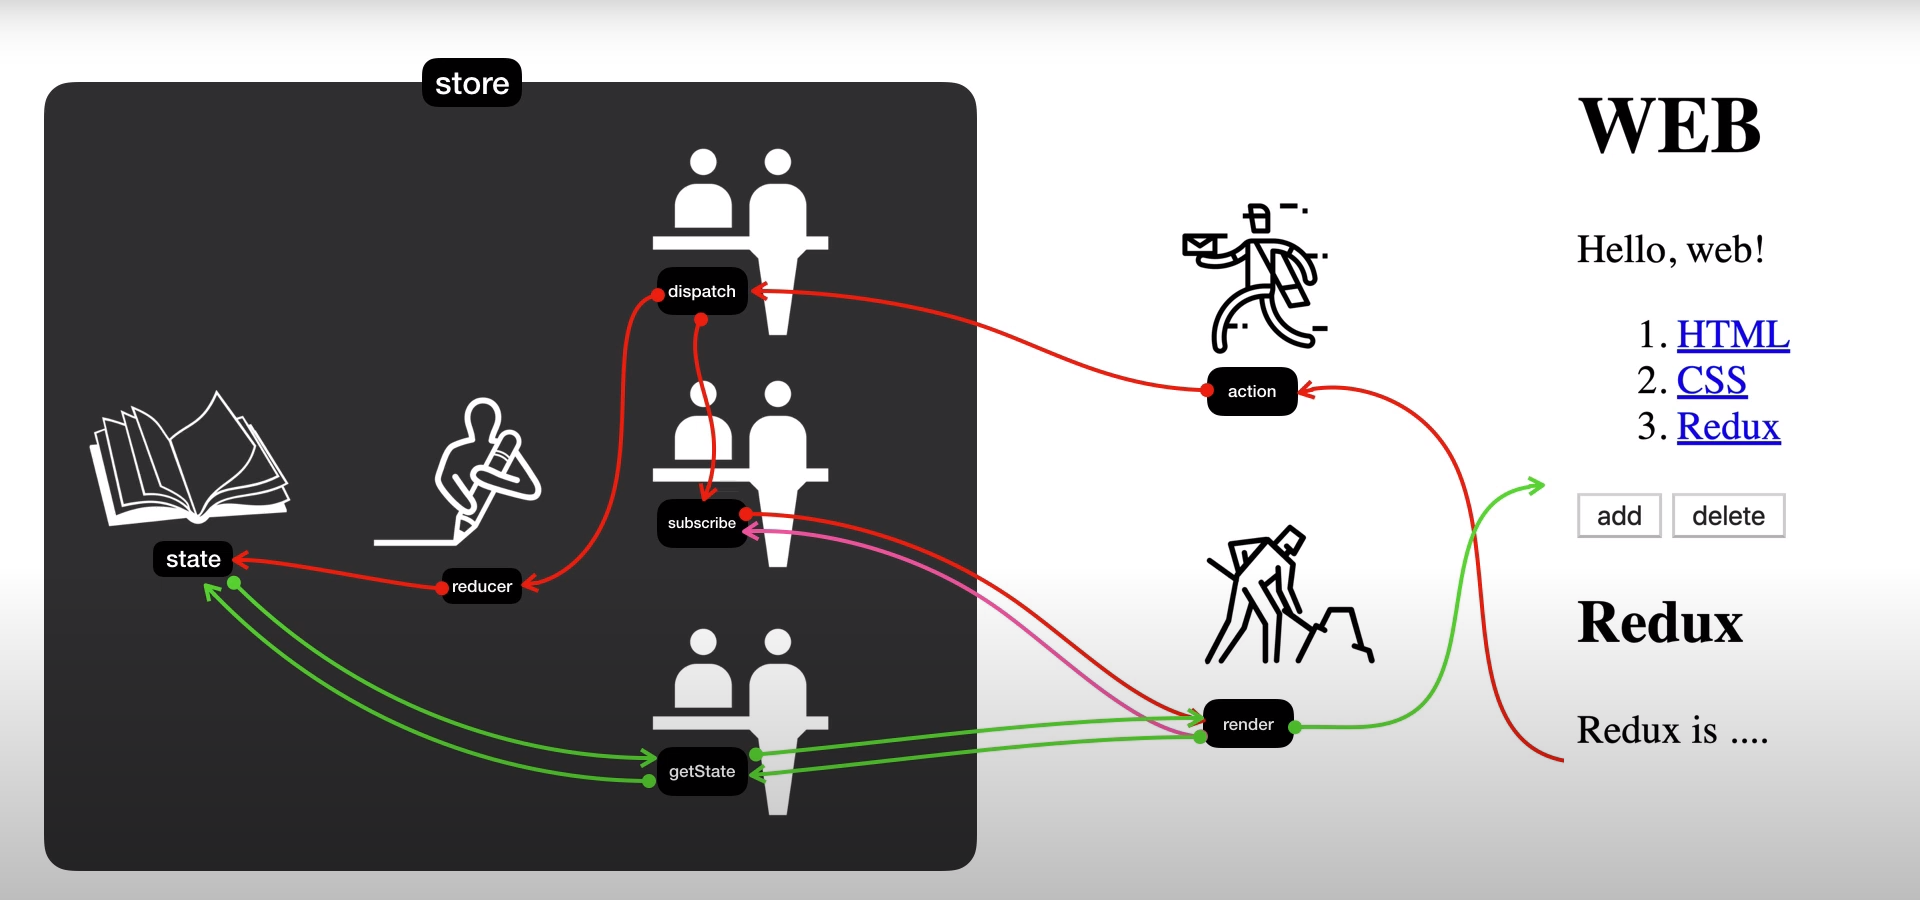 store
dispatch
subscribe
state
reducer
getState
action
render
WEB
Hello, web!
1. HTML
2. CSS
3. Redux
add delete
Redux
Redux is ....